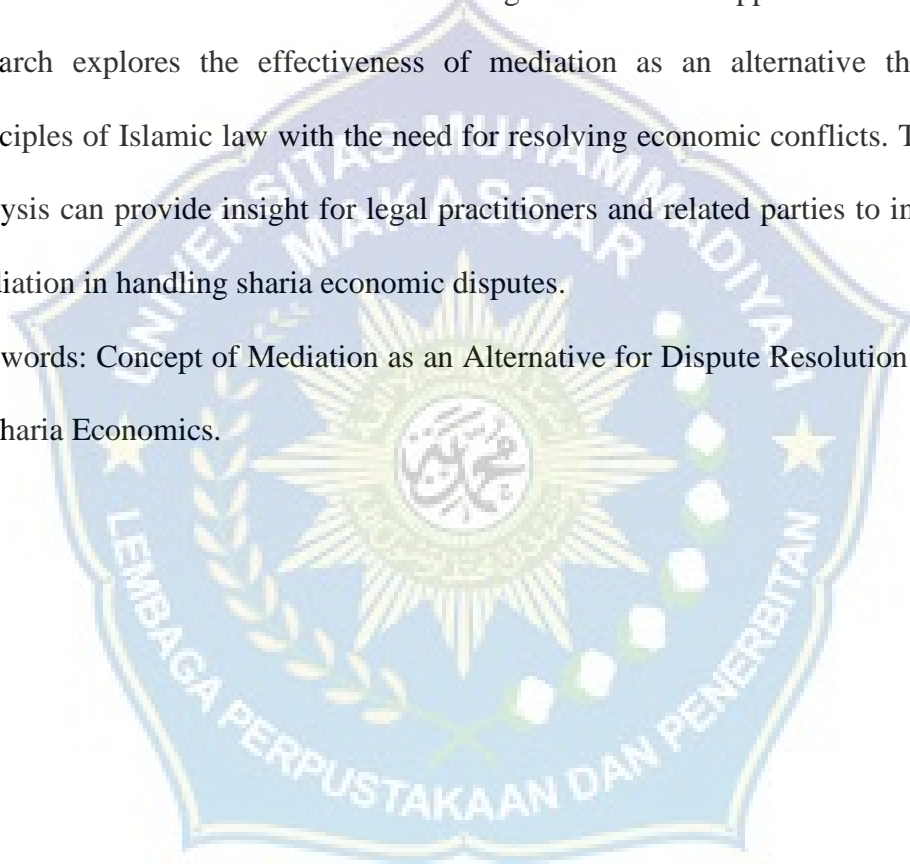 arch explores the effectiveness of mediation as an alternative th
ciples of Islamic law with the need for resolving economic conflicts. T
ysis can provide insight for legal practitioners and related parties to in
liation in handling sharia economic disputes.
words: Concept of Mediation as an Alternative for Dispute Resolution
haria Economics.
UNIVERSITAS MUHAMMADIYAH
MAKASSAR
LEMBAGA PERPUSTAKAAN DAN PENERBITAN